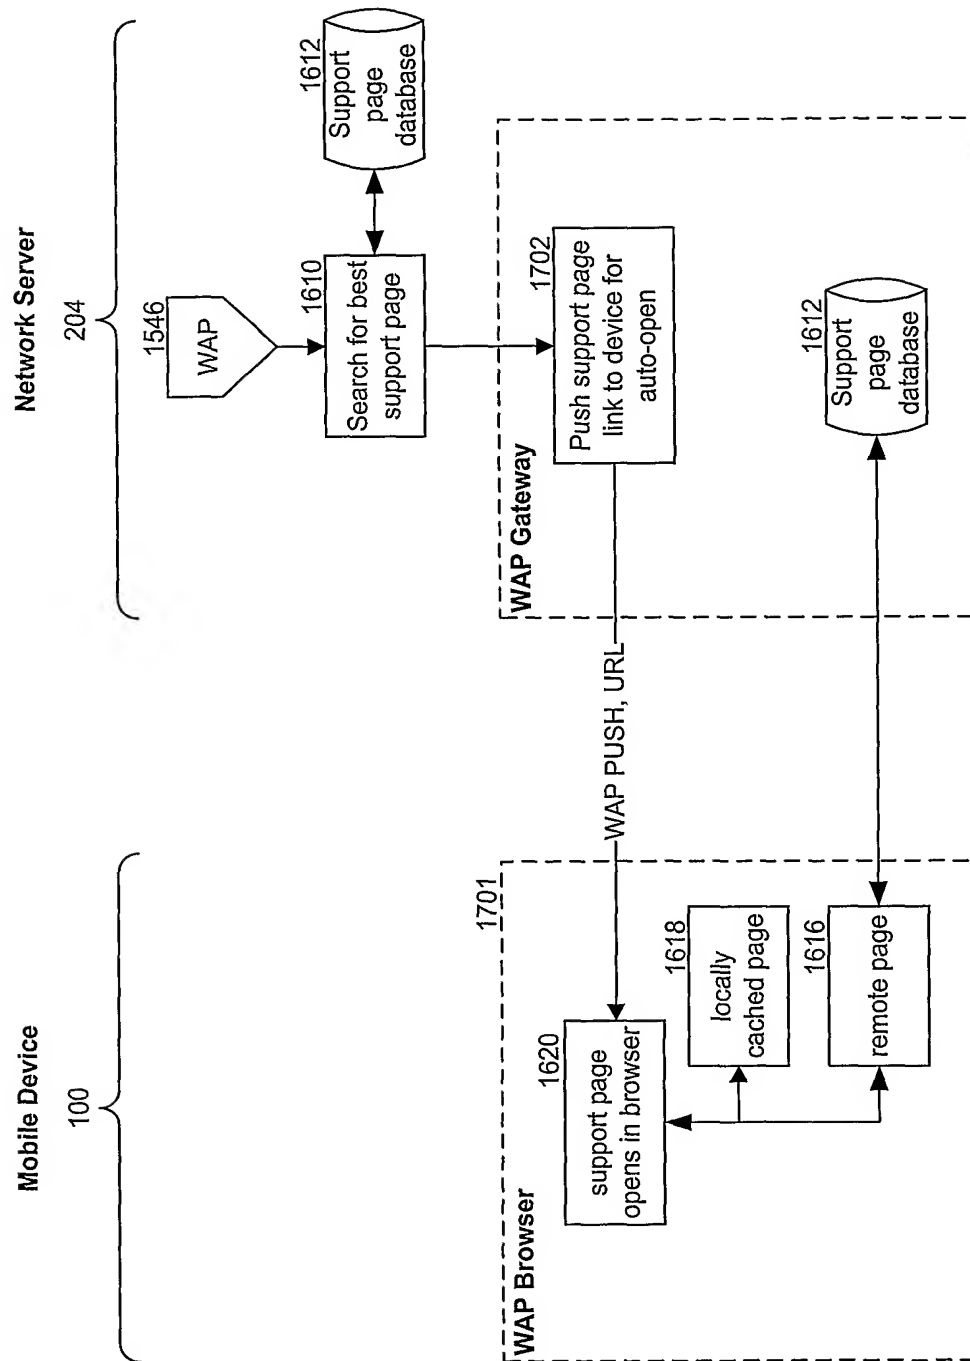 Mobile Device
100
Network Server
204
1546
WAP
1610
Search for best
support page
1612
Support
page
database
WAP Browser
1701
1620
support page
opens in browser
WAP PUSH, URL
WAP Gateway
1702
Push support page
link to device for
auto-open
1618
locally
cached page
1616
remote page
1612
Support
page
database